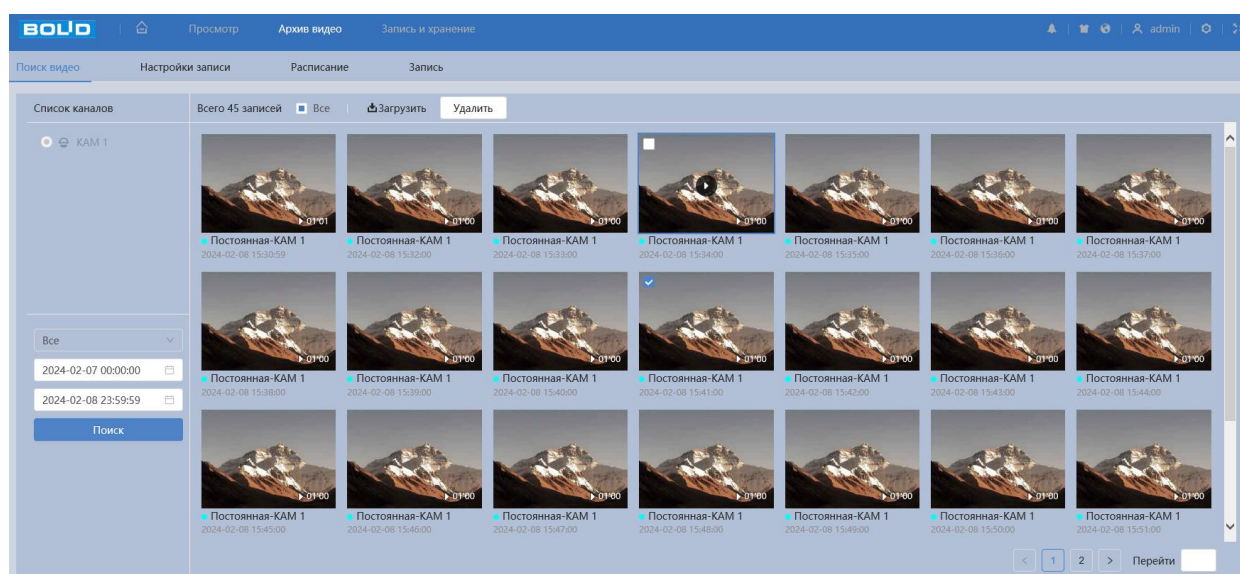 BOLID Просмотр Архив видео Запись и хранение admin
Поиск видео Настройки записи Расписание Запись
Список каналов Всего 45 записей Все Загрузить Удалить
КАМ 1
01'01 01'00 01'00 01'00 01'00 01'00 01'00
Постоянная-КАМ 1 Постоянная-КАМ 1 Постоянная-КАМ 1 Постоянная-КАМ 1 Постоянная-КАМ 1 Постоянная-КАМ 1 Постоянная-КАМ 1
2024-02-08 15:30:59 2024-02-08 15:32:00 2024-02-08 15:33:00 2024-02-08 15:34:00 2024-02-08 15:35:00 2024-02-08 15:36:00 2024-02-08 15:37:00
Все
2024-02-07 00:00:00
2024-02-08 23:59:59
Поиск
01'00 01'00 01'00 01'00 01'00 01'00 01'00
Постоянная-КАМ 1 Постоянная-КАМ 1 Постоянная-КАМ 1 Постоянная-КАМ 1 Постоянная-КАМ 1 Постоянная-КАМ 1 Постоянная-КАМ 1
2024-02-08 15:38:00 2024-02-08 15:39:00 2024-02-08 15:40:00 2024-02-08 15:41:00 2024-02-08 15:42:00 2024-02-08 15:43:00 2024-02-08 15:44:00
01'00 01'00 01'00 01'00 01'00 01'00 01'00
Постоянная-КАМ 1 Постоянная-КАМ 1 Постоянная-КАМ 1 Постоянная-КАМ 1 Постоянная-КАМ 1 Постоянная-КАМ 1 Постоянная-КАМ 1
2024-02-08 15:45:00 2024-02-08 15:46:00 2024-02-08 15:47:00 2024-02-08 15:48:00 2024-02-08 15:49:00 2024-02-08 15:50:00 2024-02-08 15:51:00
< 1 2 > Перейти